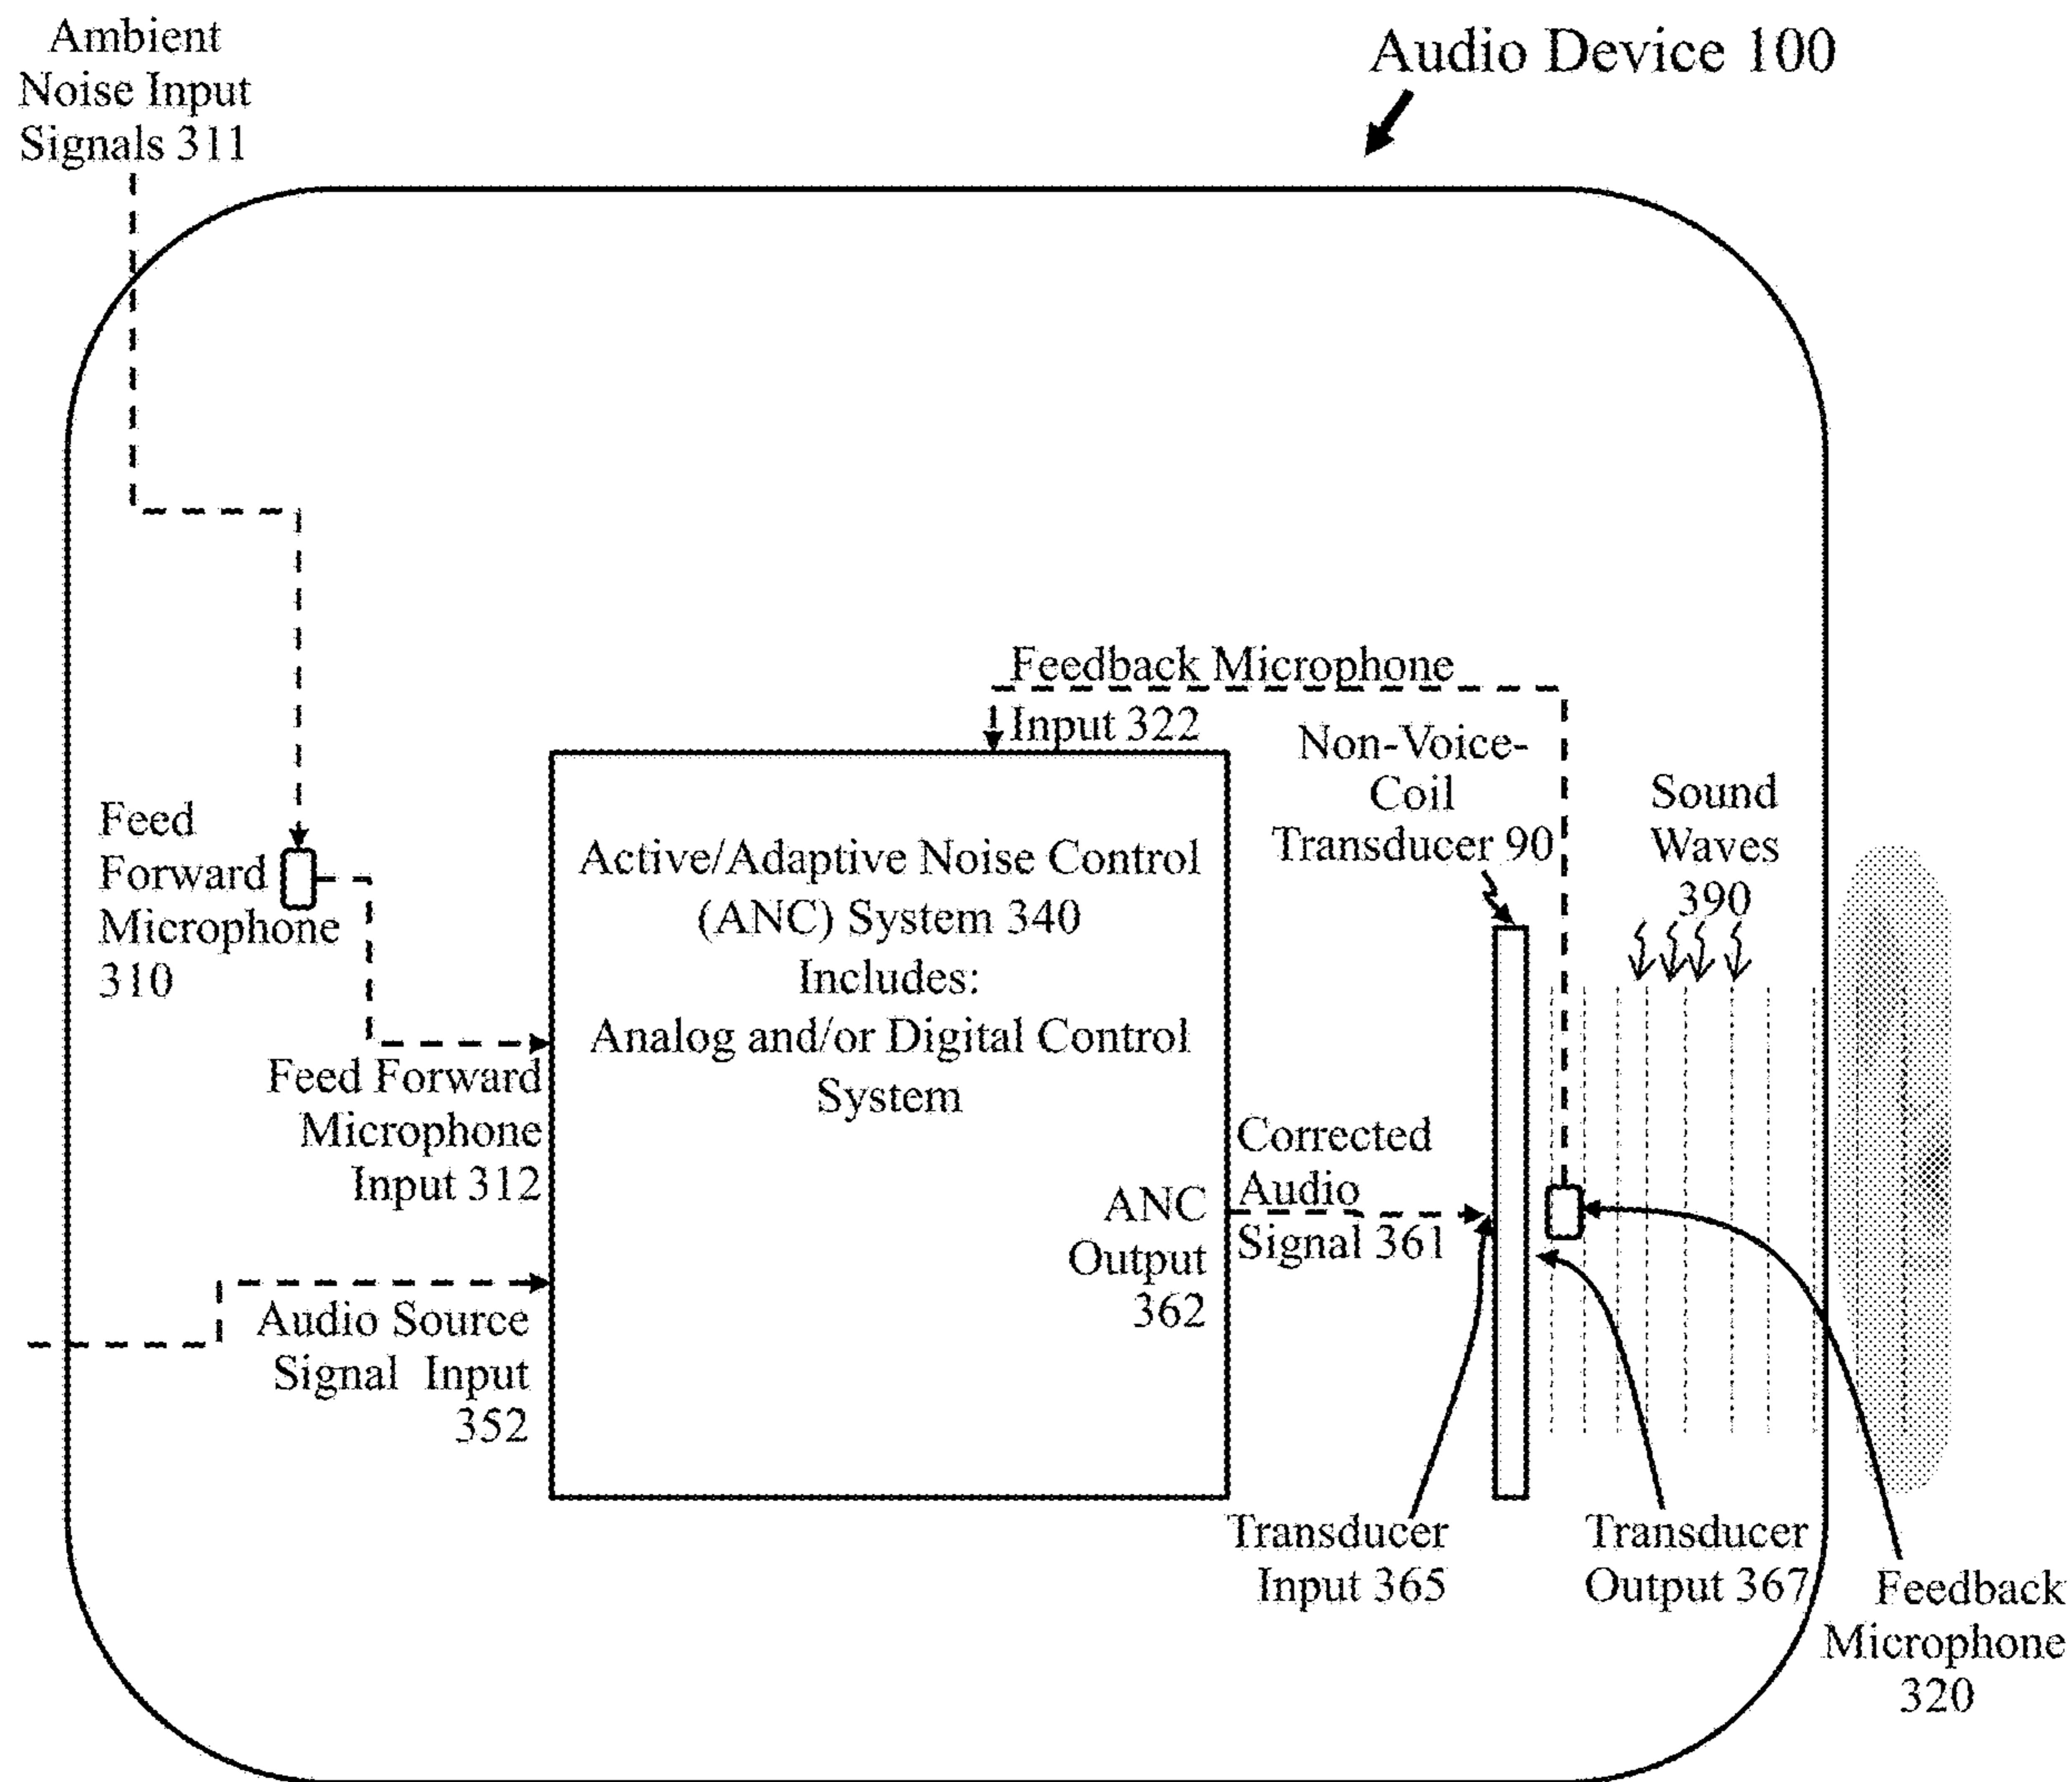 Ambient
Noise Input
Signals 311
Audio Device 100
Feedback Microphone
Input 322
Non-Voice-
Coil
Transducer 90
Sound
Waves
390
Feed
Forward
Microphone
310
Active/Adaptive Noise Control
(ANC) System 340
Includes:
Analog and/or Digital Control
System
Feed Forward
Microphone
Input 312
Corrected
Audio
Signal 361
ANC
Output
362
Audio Source
Signal Input
352
Transducer
Input 365
Transducer
Output 367
Feedback
Microphone
320